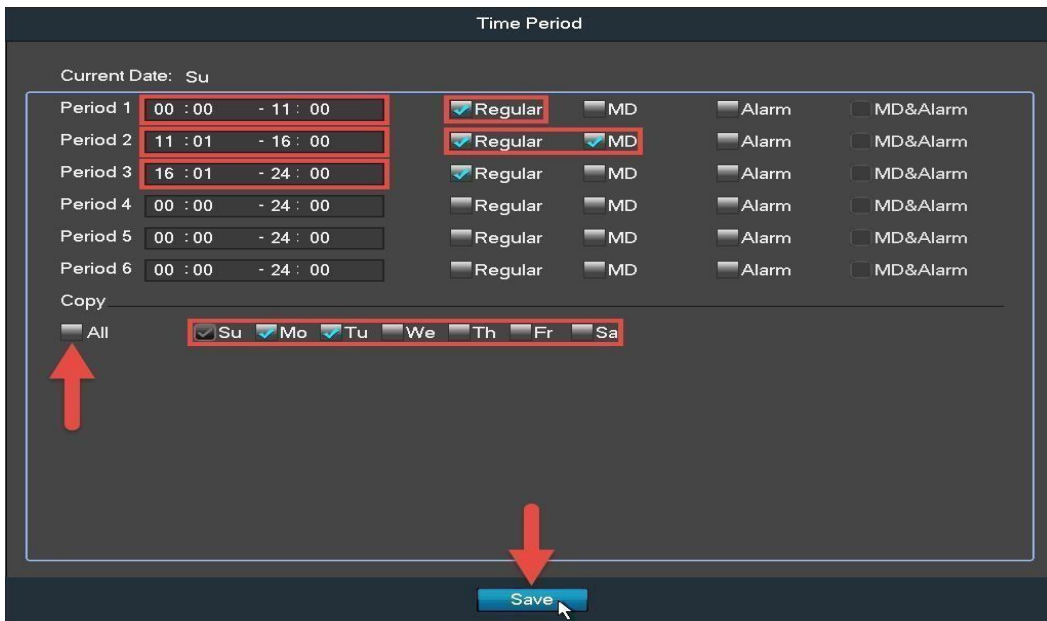 Time Period
Current Date: Su
Period 1 00 : 00 - 11 : 00 Regular MD Alarm MD&Alarm
Period 2 11 : 01 - 16 : 00 Regular MD Alarm MD&Alarm
Period 3 16 : 01 - 24 : 00 Regular MD Alarm MD&Alarm
Period 4 00 : 00 - 24 : 00 Regular MD Alarm MD&Alarm
Period 5 00 : 00 - 24 : 00 Regular MD Alarm MD&Alarm
Period 6 00 : 00 - 24 : 00 Regular MD Alarm MD&Alarm
Copy
All Su Mo Tu We Th Fr Sa
Save